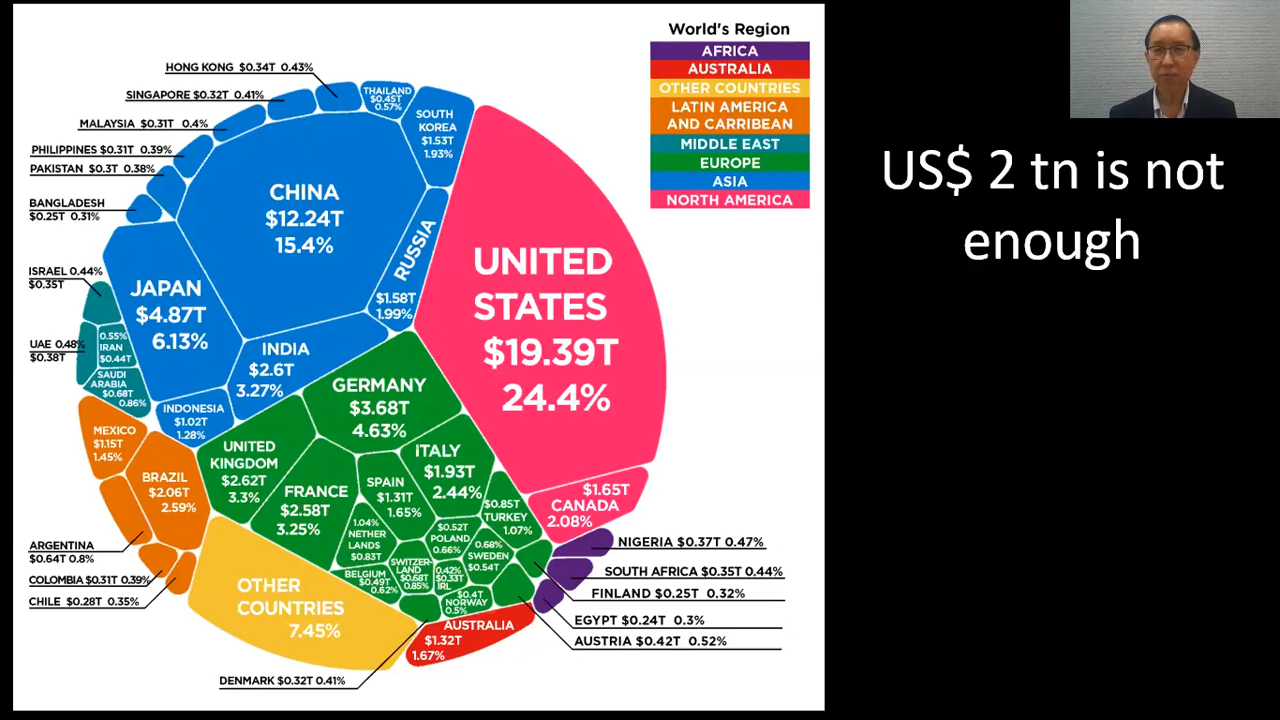 World's Region
AFRICA
AUSTRALIA
OTHER COUNTRIES
LATIN AMERICA
AND CARRIBEAN
MIDDLE EAST
EUROPE
ASIA
NORTH AMERICA
US$ 2 tn is not
enough
HONG KONG $0.34T 0.43%
SINGAPORE $0.32T 0.41%
MALAYSIA $0.31T 0.4%
PHILIPPINES $0.31T 0.39%
PAKISTAN $0.3T 0.38%
BANGLADESH
$0.25T 0.31%
THAILAND
$0.45T
0.57%
SOUTH
KOREA
$1.53T
1.93%
CHINA
$12.24T
15.4%
RUSSIA
$1.58T
1.99%
JAPAN
$4.87T
6.13%
INDIA
$2.6T
3.27%
INDONESIA
$1.02T
1.28%
UNITED
STATES
$19.39T
24.4%
$1.65T
CANADA
2.08%
ISRAEL 0.44%
$0.35T
UAE 0.48%
$0.38T
0.55%
IRAN
$0.44T
SAUDI
ARABIA
$0.68T
0.86%
MEXICO
$1.15T
1.45%
BRAZIL
$2.06T
2.59%
ARGENTINA
$0.64T 0.8%
COLOMBIA $0.31T 0.39%
CHILE $0.28T 0.35%
GERMANY
$3.68T
4.63%
UNITED
KINGDOM
$2.62T
3.3%
FRANCE
$2.58T
3.25%
ITALY
$1.93T
2.44%
SPAIN
$1.31T
1.65%
$0.85T
TURKEY
1.07%
1.04%
NETHER
LANDS
$0.83T
$0.52T
POLAND
0.66%
0.68%
SWEDEN
$0.54T
BELGIUM
$0.49T
0.62%
SWITZER-
LAND
$0.68T
0.85%
0.42%
$0.33T
IRL
$0.4T
NORWAY
0.5%
OTHER
COUNTRIES
7.45%
AUSTRALIA
$1.32T
1.67%
DENMARK $0.32T 0.41%
NIGERIA $0.37T 0.47%
SOUTH AFRICA $0.35T 0.44%
FINLAND $0.25T 0.32%
EGYPT $0.24T 0.3%
AUSTRIA $0.42T 0.52%